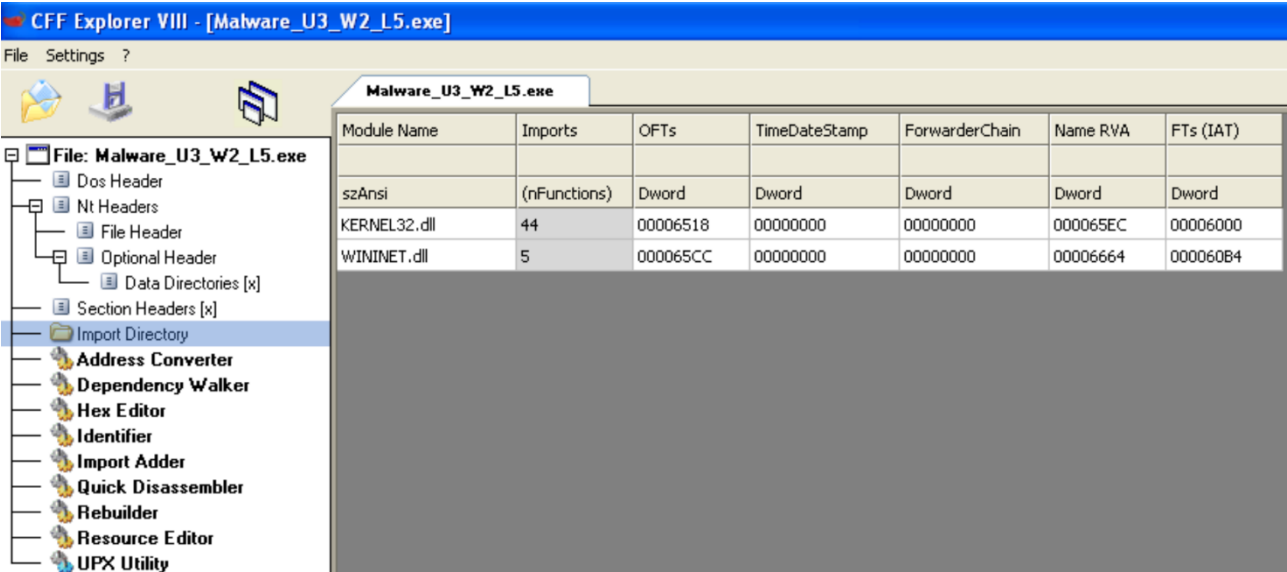 CFF Explorer VIII - [Malware_U3_W2_L5.exe]
File Settings ?
Malware_U3_W2_L5.exe
File: Malware_U3_W2_L5.exe
Dos Header
Nt Headers
File Header
Optional Header
Data Directories [x]
Section Headers [x]
Import Directory
Address Converter
Dependency Walker
Hex Editor
Identifier
Import Adder
Quick Disassembler
Rebuilder
Resource Editor
UPX Utility
Module Name Imports OFTs TimeDateStamp ForwarderChain Name RVA FTs (IAT)
szAnsi (nFunctions) Dword Dword Dword Dword Dword
KERNEL32.dll 44 00006518 00000000 00000000 000065EC 00006000
WININET.dll 5 000065CC 00000000 00000000 00006664 000060B4